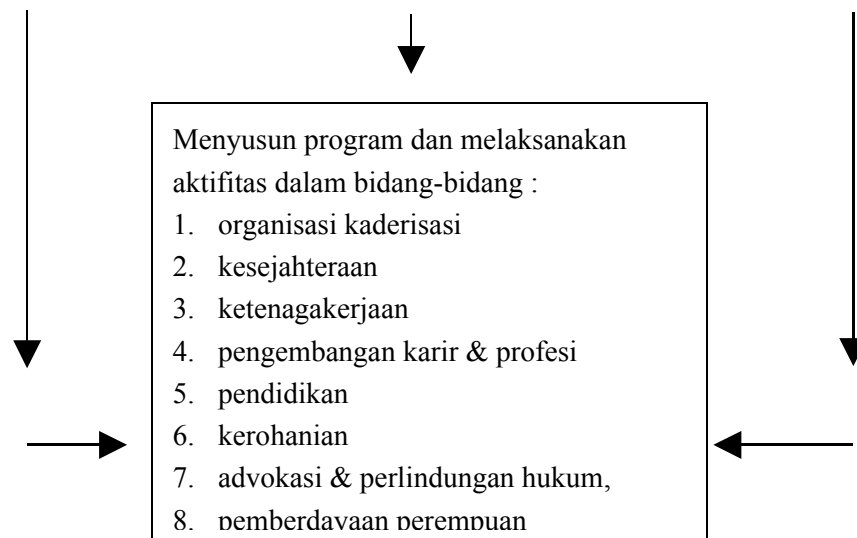 Menyusun program dan melaksanakan
aktifitas dalam bidang-bidang :
1. organisasi kaderisasi
2. kesejahteraan
3. ketenagakerjaan
4. pengembangan karir & profesi
5. pendidikan
6. kerohanian
7. advokasi & perlindungan hukum,
8. pemberdayaan perempuan